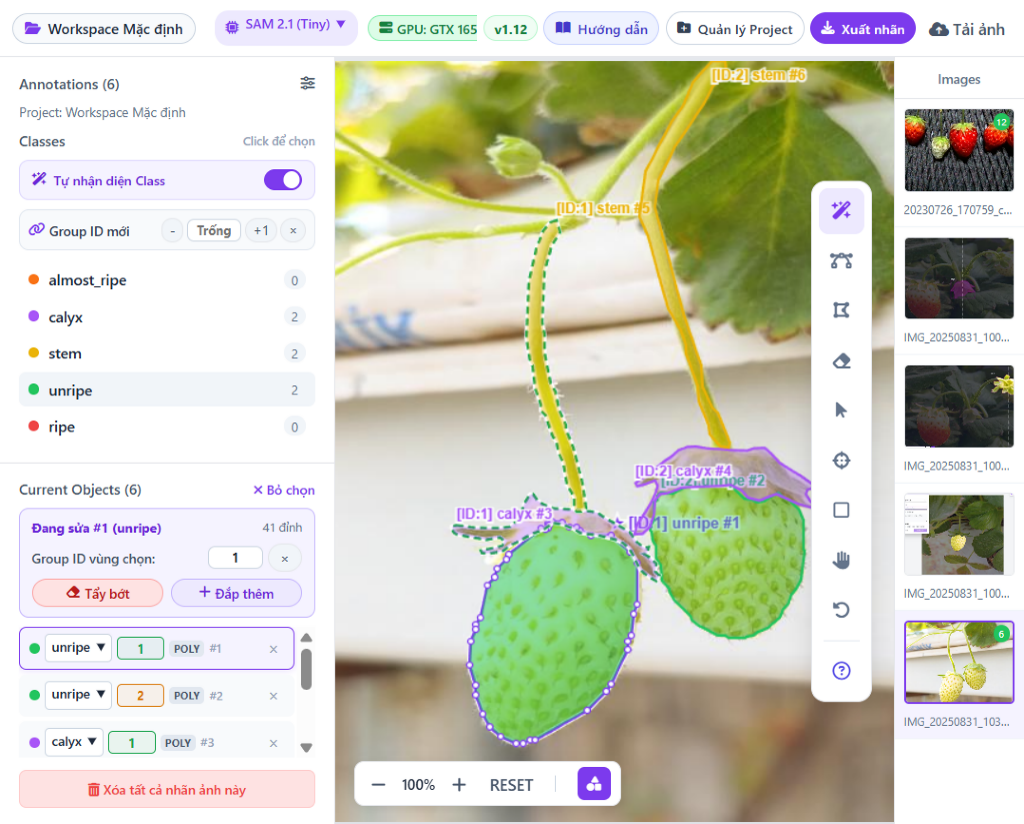 Workspace Mặc định
SAM 2.1 (Tiny) ▼
GPU: GTX 165
v1.12
Hướng dẫn
Quản lý Project
Xuất nhãn
Tải ảnh
Annotations (6)
Project: Workspace Mặc định
Classes
Click để chọn
Tự nhận diện Class
Group ID mới
-
Trống
+1
×
almost_ripe
0
calyx
2
stem
2
unripe
2
ripe
0
Current Objects (6)
× Bỏ chọn
Đang sửa #1 (unripe)
41 đỉnh
Group ID vùng chọn:
1
×
Tẩy bớt
+ Đắp thêm
unripe ▼
1
POLY
#1
×
unripe ▼
2
POLY
#2
×
calyx ▼
1
POLY
#3
×
Xóa tất cả nhãn ảnh này
[ID:2] stem #6
[ID:1] stem #5
[ID:2] calyx #4
[ID:2] unripe #2
[ID:1] calyx #3
[ID:1] unripe #1
−
100%
+
RESET
?
Images
12
20230726_170759_c...
IMG_20250831_100...
IMG_20250831_100...
IMG_20250831_100...
6
IMG_20250831_103...